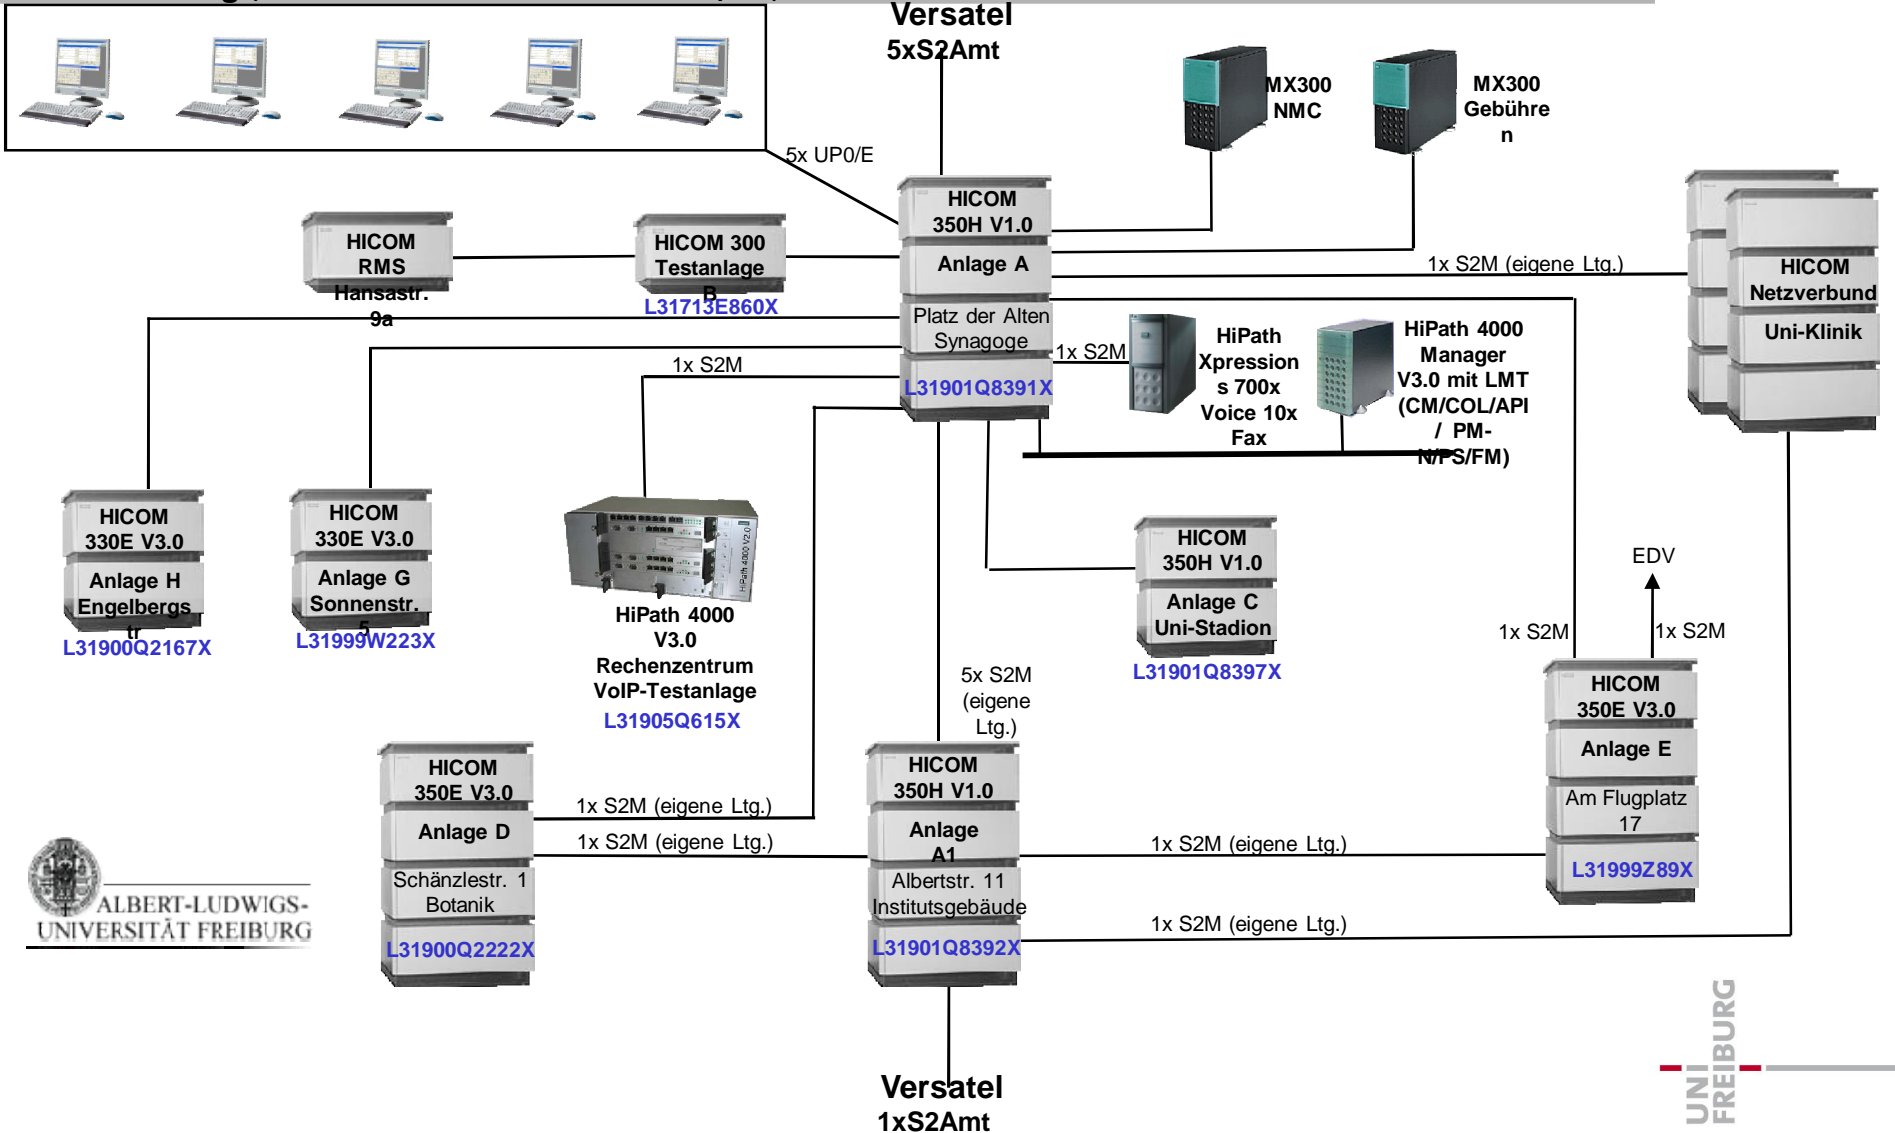 Versatel
5xS2Amt
MX300
NMC
MX300
Gebühre
n
5x UP0/E
HICOM
350H V1.0
Anlage A
Platz der Alten
Synagoge
L31901Q8391X
HICOM
RMS
Hansastr.
9a
HICOM 300
Testanlage
B
L31713E860X
1x S2M (eigene Ltg.)
HICOM
Netzverbund
Uni-Klinik
1x S2M
1x S2M
HiPath
Xpression
s 700x
Voice 10x
Fax
HiPath 4000
Manager
V3.0 mit LMT
(CM/COL/API
/ PM-
N/PS/FM)
HICOM
330E V3.0
Anlage H
Engelbergs
tr
L31900Q2167X
HICOM
330E V3.0
Anlage G
Sonnenstr.
5
L31999W223X
HiPath 4000 V2.0
HiPath 4000
V3.0
Rechenzentrum
VoIP-Testanlage
L31905Q615X
HICOM
350H V1.0
Anlage C
Uni-Stadion
L31901Q8397X
EDV
1x S2M
1x S2M
5x S2M
(eigene
Ltg.)
HICOM
350E V3.0
Anlage E
Am Flugplatz
17
L31999Z89X
HICOM
350E V3.0
Anlage D
Schänzlestr. 1
Botanik
L31900Q2222X
1x S2M (eigene Ltg.)
1x S2M (eigene Ltg.)
HICOM
350H V1.0
Anlage
A1
Albertstr. 11
Institutsgebäude
L31901Q8392X
1x S2M (eigene Ltg.)
1x S2M (eigene Ltg.)
ALBERT-LUDWIGS-
UNIVERSITÄT FREIBURG
Versatel
1xS2Amt
UNI
FREIBURG